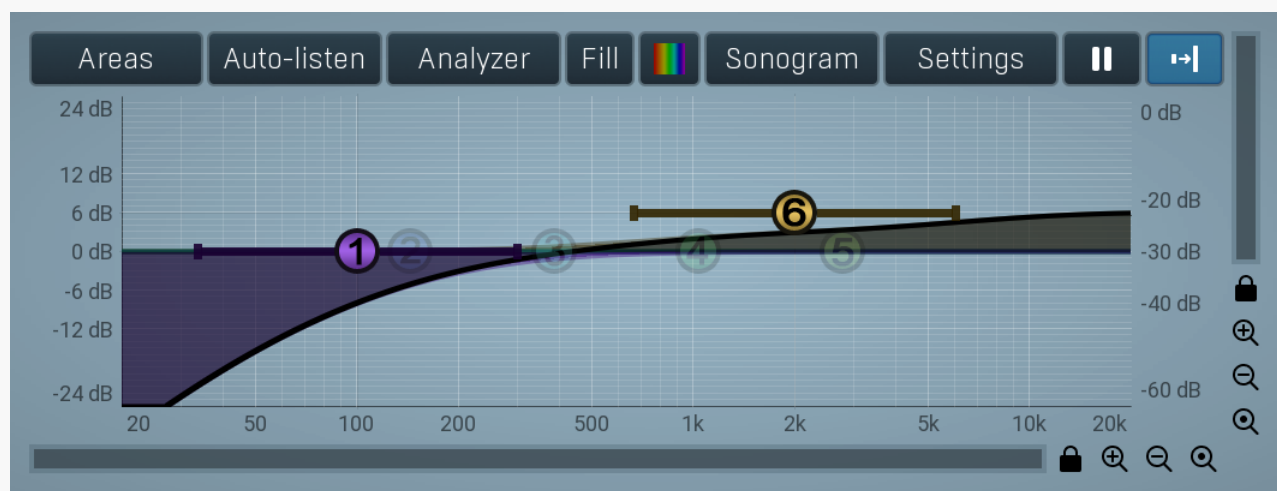 Areas Auto-listen Analyzer Fill Sonogram Settings
24 dB 0 dB
12 dB
6 dB 6 -20 dB
0 dB 1 2 3 4 5 -30 dB
-6 dB -40 dB
-12 dB
-24 dB -60 dB
20 50 100 200 500 1k 2k 5k 10k 20k